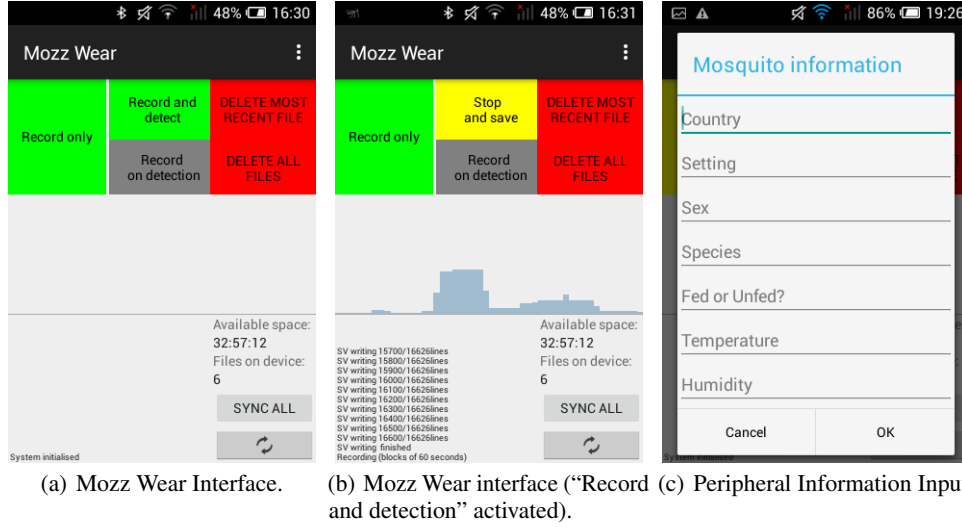 48% 16:30
Mozz Wear
Record only
Record and
detect
DELETE MOST
RECENT FILE
Record
on detection
DELETE ALL
FILES
Available space:
32:57:12
Files on device:
6
SYNC ALL
System initialised
(a) Mozz Wear Interface.
48% 16:31
Mozz Wear
Record only
Stop
and save
DELETE MOST
RECENT FILE
Record
on detection
DELETE ALL
FILES
Available space:
32:57:12
Files on device:
6
SV writing 15700/16626lines
SV writing 15800/16626lines
SV writing 15900/16626lines
SV writing 16000/16626lines
SV writing 16100/16626lines
SV writing 16200/16626lines
SV writing 16300/16626lines
SV writing 16400/16626lines
SV writing 16500/16626lines
SV writing 16600/16626lines
SV writing finished
Recording (blocks of 60 seconds)
SYNC ALL
(b) Mozz Wear interface (“Record
and detection” activated).
86% 19:26
Mosquito information
Country
Setting
Sex
Species
Fed or Unfed?
Temperature
Humidity
Cancel OK
System initialised
(c) Peripheral Information Inpu